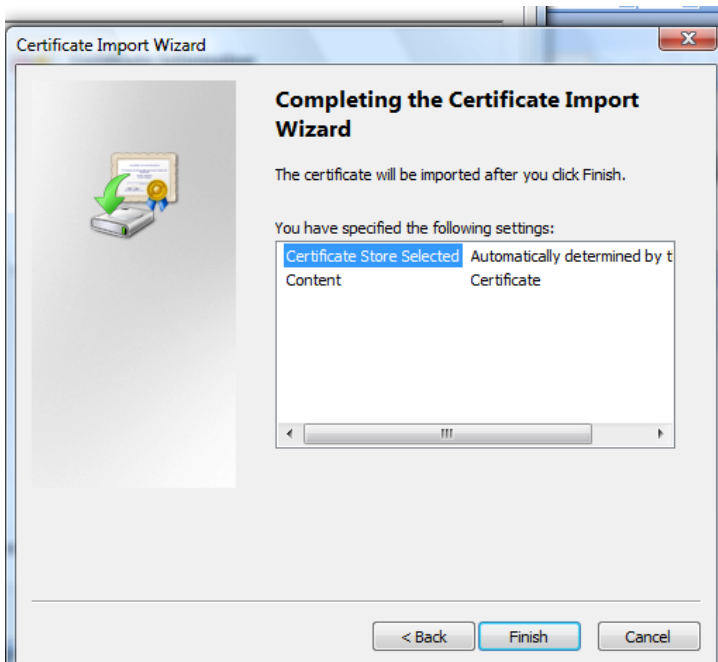 Certificate Import Wizard
Completing the Certificate Import
Wizard
The certificate will be imported after you click Finish.
You have specified the following settings:
Certificate Store Selected Automatically determined by t
Content Certificate
< Back Finish Cancel